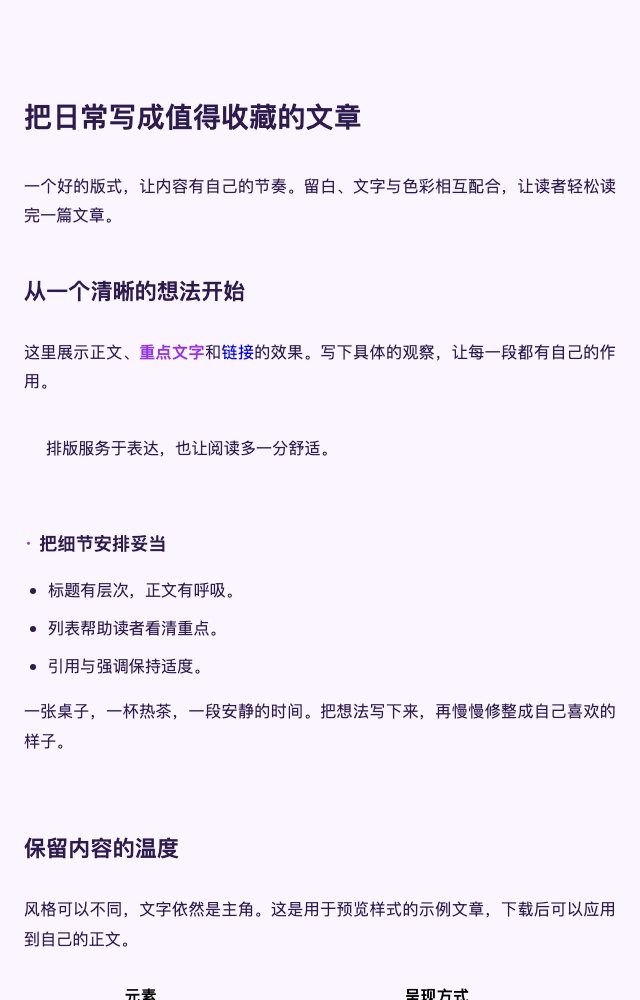 把日常写成值得收藏的文章
一个好的版式，让内容有自己的节奏。留白、文字与色彩相互配合，让读者轻松读
完一篇文章。
从一个清晰的想法开始
这里展示正文、重点文字和链接的效果。写下具体的观察，让每一段都有自己的作
用。
排版服务于表达，也让阅读多一分舒适。
· 把细节安排妥当
• 标题有层次，正文有呼吸。
• 列表帮助读者看清重点。
• 引用与强调保持适度。
一张桌子，一杯热茶，一段安静的时间。把想法写下来，再慢慢修整成自己喜欢的
样子。
保留内容的温度
风格可以不同，文字依然是主角。这是用于预览样式的示例文章，下载后可以应用
到自己的正文。
元素 呈现方式